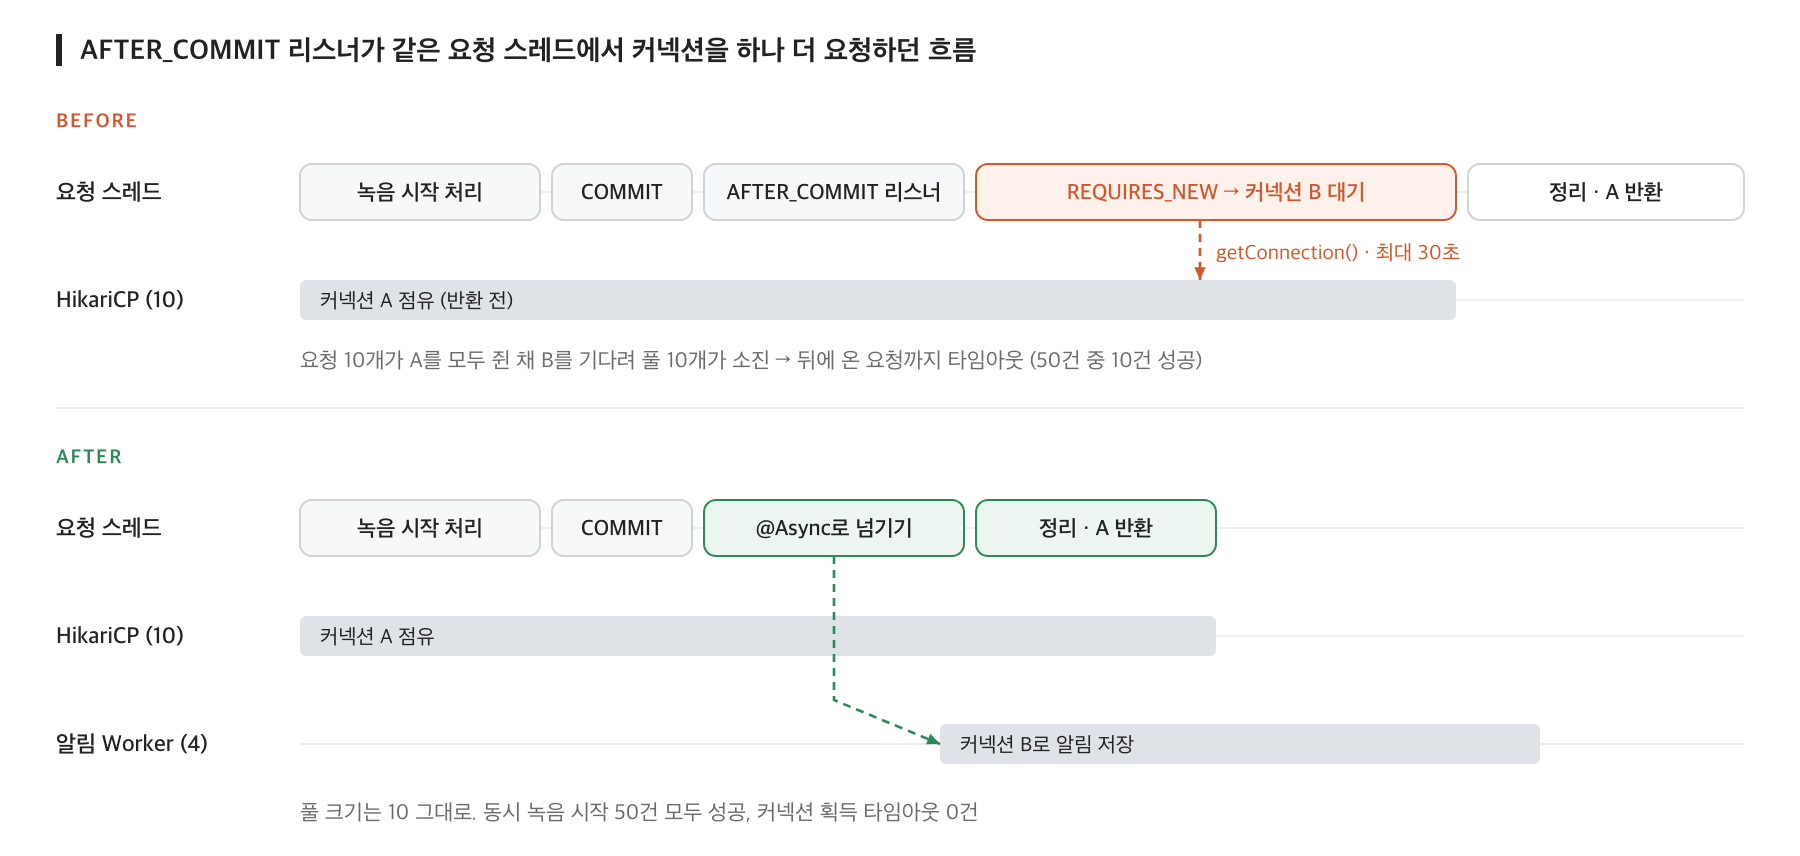 AFTER_COMMIT 리스너가 같은 요청 스레드에서 커넥션을 하나 더 요청하던 흐름
BEFORE
요청 스레드
녹음 시작 처리
COMMIT
AFTER_COMMIT 리스너
REQUIRES_NEW → 커넥션 B 대기
정리 · A 반환
getConnection() · 최대 30초
HikariCP (10)
커넥션 A 점유 (반환 전)
요청 10개가 A를 모두 쥔 채 B를 기다려 풀 10개가 소진 → 뒤에 온 요청까지 타임아웃 (50건 중 10건 성공)
AFTER
요청 스레드
녹음 시작 처리
COMMIT
@Async로 넘기기
정리 · A 반환
HikariCP (10)
커넥션 A 점유
알림 Worker (4)
커넥션 B로 알림 저장
풀 크기는 10 그대로. 동시 녹음 시작 50건 모두 성공, 커넥션 획득 타임아웃 0건